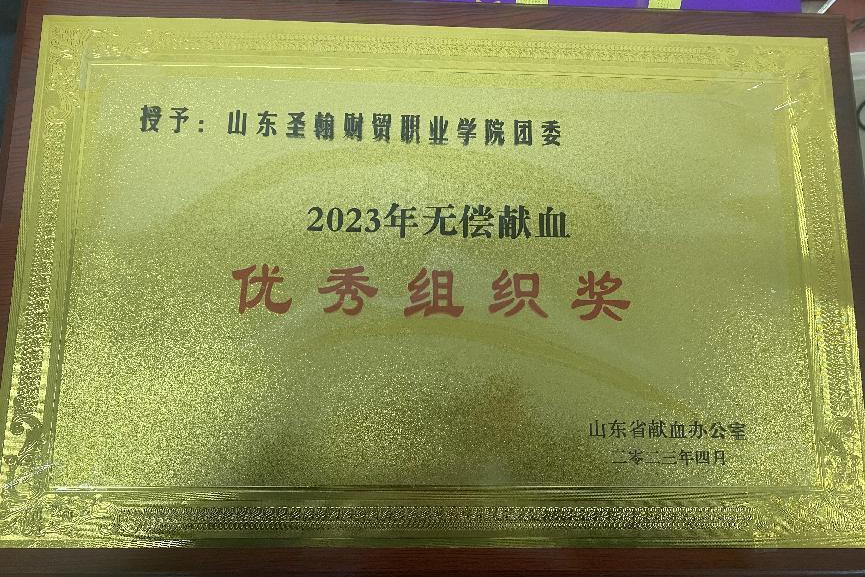 授予：山东圣翰财贸职业学院团委
2023年无偿献血
优秀组织奖
山东省献血办公室
二零二三年四月